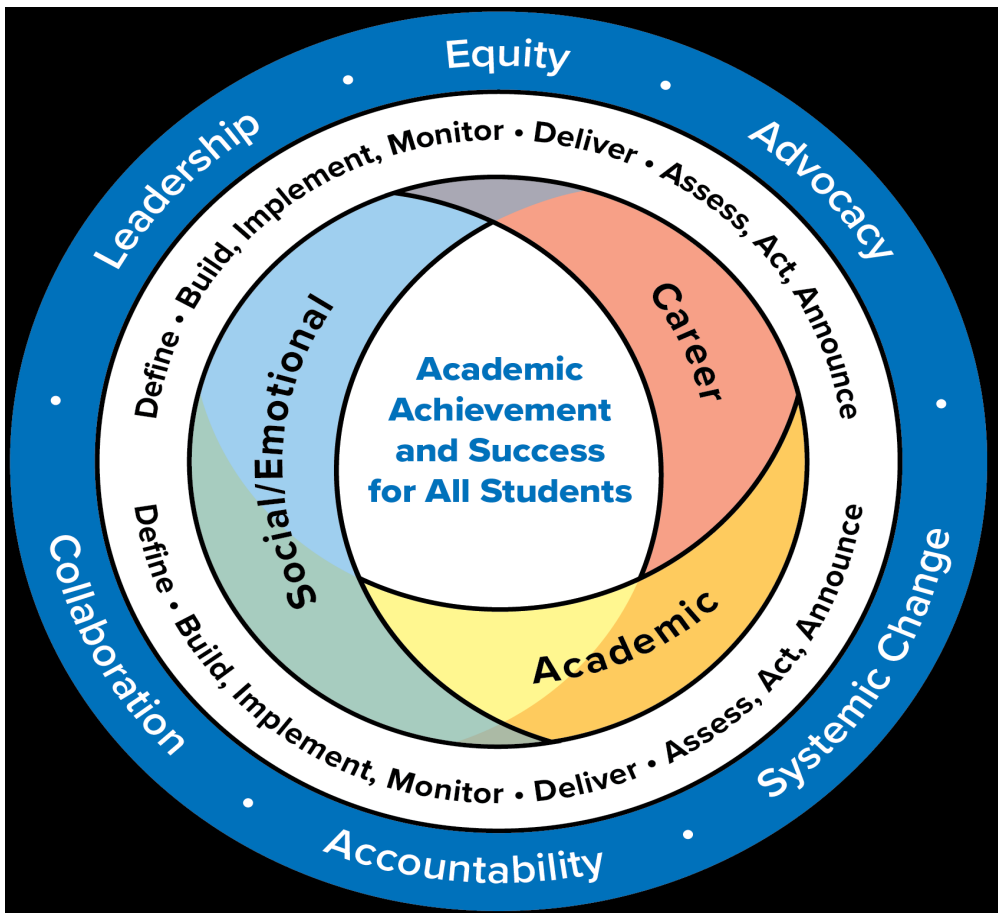 Equity
Advocacy
Systemic Change
Accountability
Collaboration
Leadership
Define • Build, Implement, Monitor • Deliver • Assess, Act, Announce
Define • Build, Implement, Monitor • Deliver • Assess, Act, Announce
Social/Emotional
Career
Academic
Academic
Achievement
and Success
for All Students